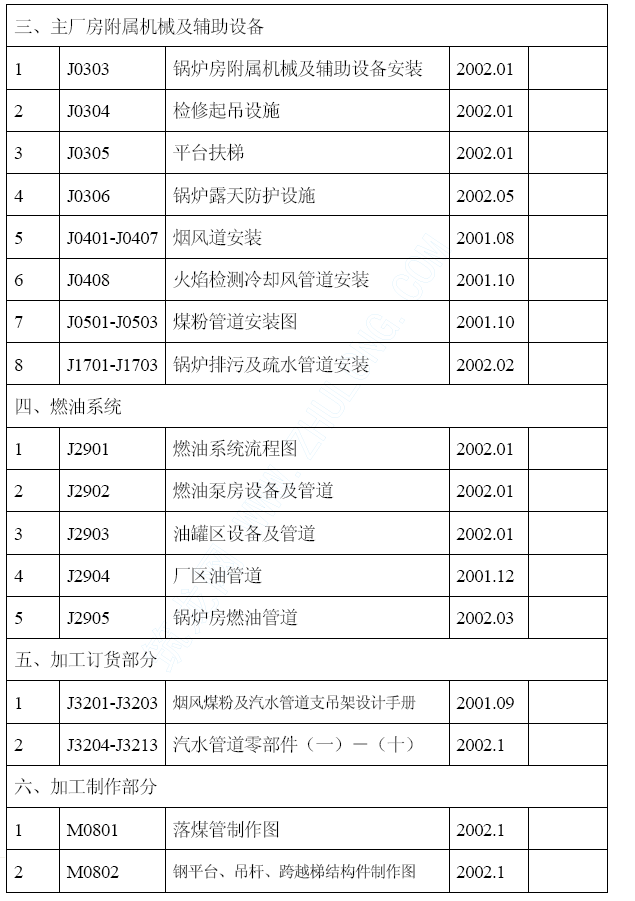 三、主厂房附属机械及辅助设备
1 J0303 锅炉房附属机械及辅助设备安装 2002.01
2 J0304 检修起吊设施 2002.01
3 J0305 平台扶梯 2002.01
4 J0306 锅炉露天防护设施 2002.05
5 J0401-J0407 烟风道安装 2001.08
6 J0408 火焰检测冷却风管道安装 2001.10
7 J0501-J0503 煤粉管道安装图 2001.10
8 J1701-J1703 锅炉排污及疏水管道安装 2002.02
四、燃油系统
1 J2901 燃油系统流程图 2002.01
2 J2902 燃油泵房设备及管道 2002.01
3 J2903 油罐区设备及管道 2002.01
4 J2904 厂区油管道 2001.12
5 J2905 锅炉房燃油管道 2002.03
五、加工订货部分
1 J3201-J3203 烟风煤粉及汽水管道支吊架设计手册 2001.09
2 J3204-J3213 汽水管道零部件（一）－（十） 2002.1
六、加工制作部分
1 M0801 落煤管制作图 2002.1
2 M0802 钢平台、吊杆、跨越梯结构件制作图 2002.1